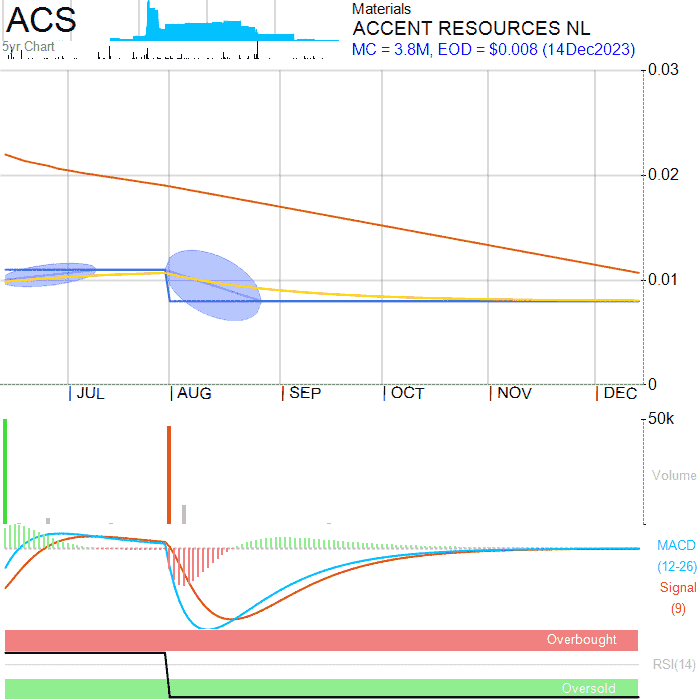 ACS
5yr. Chart
Materials
ACCENT RESOURCES NL
MC = 3.8M, EOD = $0.008 (14Dec2023)
0.03
0.02
0.01
0
JUL AUG SEP OCT NOV DEC
50k
Volume
MACD
(12-26)
Signal
(9)
Overbought
RSI(14)
Oversold